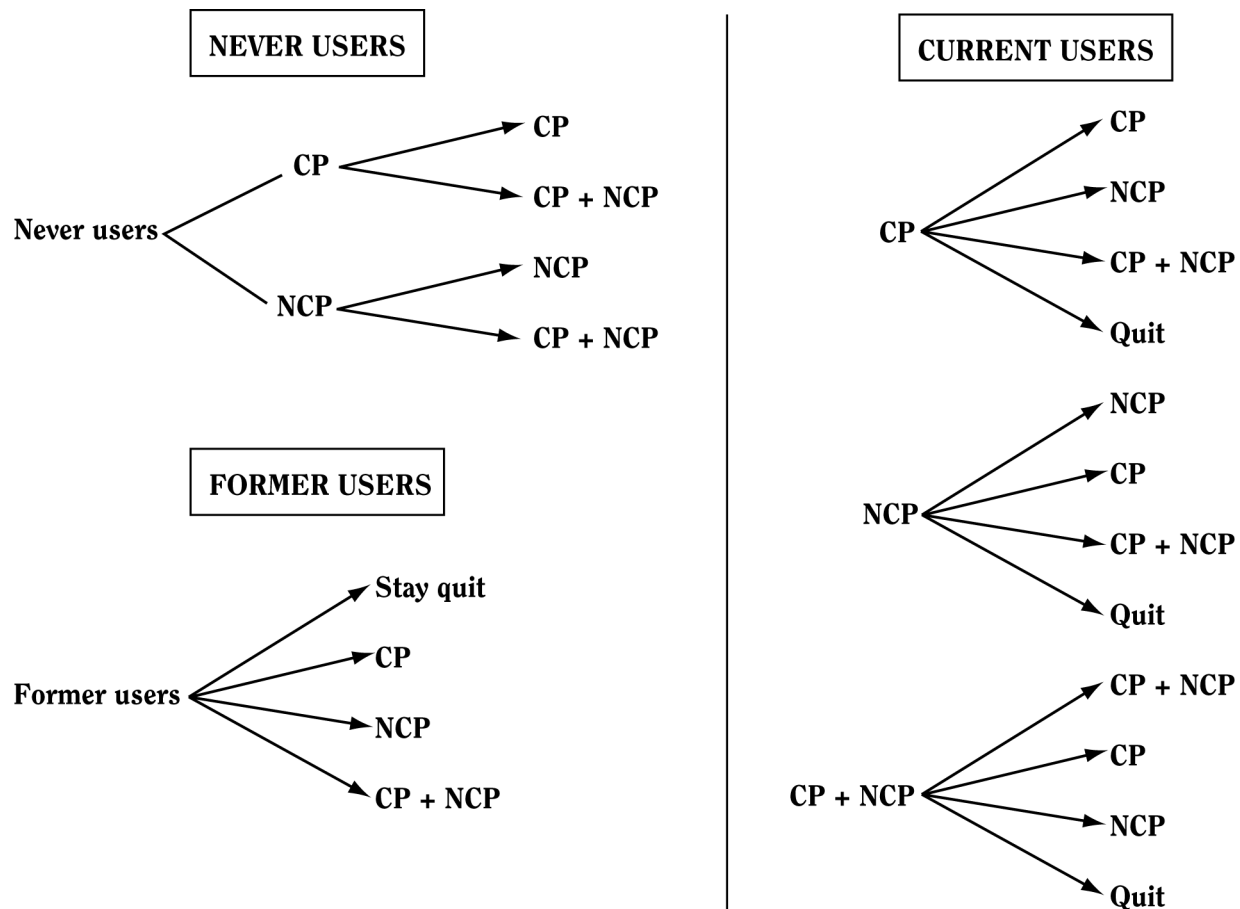 NEVER USERS
Never users
CP
CP
CP + NCP
NCP
NCP
CP + NCP
FORMER USERS
Former users
Stay quit
CP
NCP
CP + NCP
CURRENT USERS
CP
CP
NCP
CP + NCP
Quit
NCP
NCP
CP
CP + NCP
Quit
CP + NCP
CP + NCP
CP
NCP
Quit